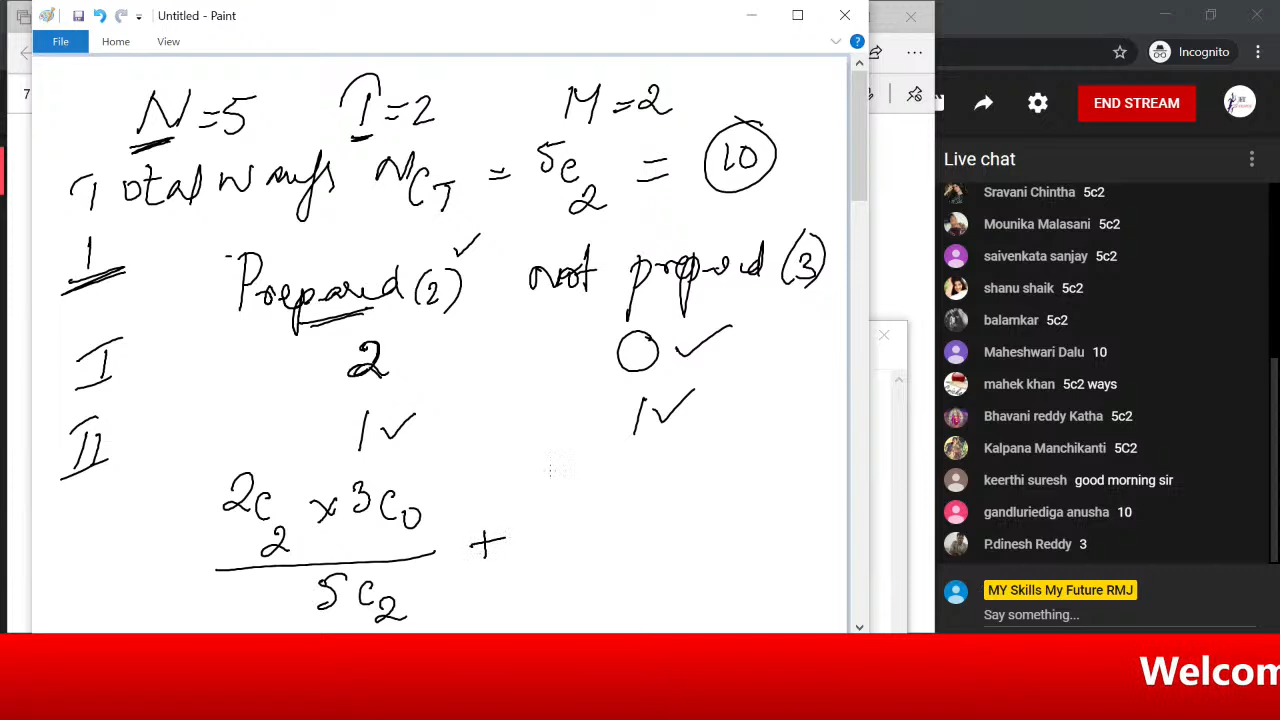 Untitled - Paint
File Home View
N = 5 T = 2 M = 2
Total ways NCT = 5c2 = 10
1 Prepared (2) not prepared (3)
I 2 0
II 1 1
2c2 x 3c0 +
5c2
7
Incognito
END STREAM
Live chat
Sravani Chintha 5c2
Mounika Malasani 5c2
saivenkata sanjay 5c2
shanu shaik 5c2
balamkar 5c2
Maheshwari Dalu 10
mahek khan 5c2 ways
Bhavani reddy Katha 5c2
Kalpana Manchikanti 5C2
keerthi suresh good morning sir
gandluriediga anusha 10
P.dinesh Reddy 3
MY Skills My Future RMJ
Say something...
Welcom